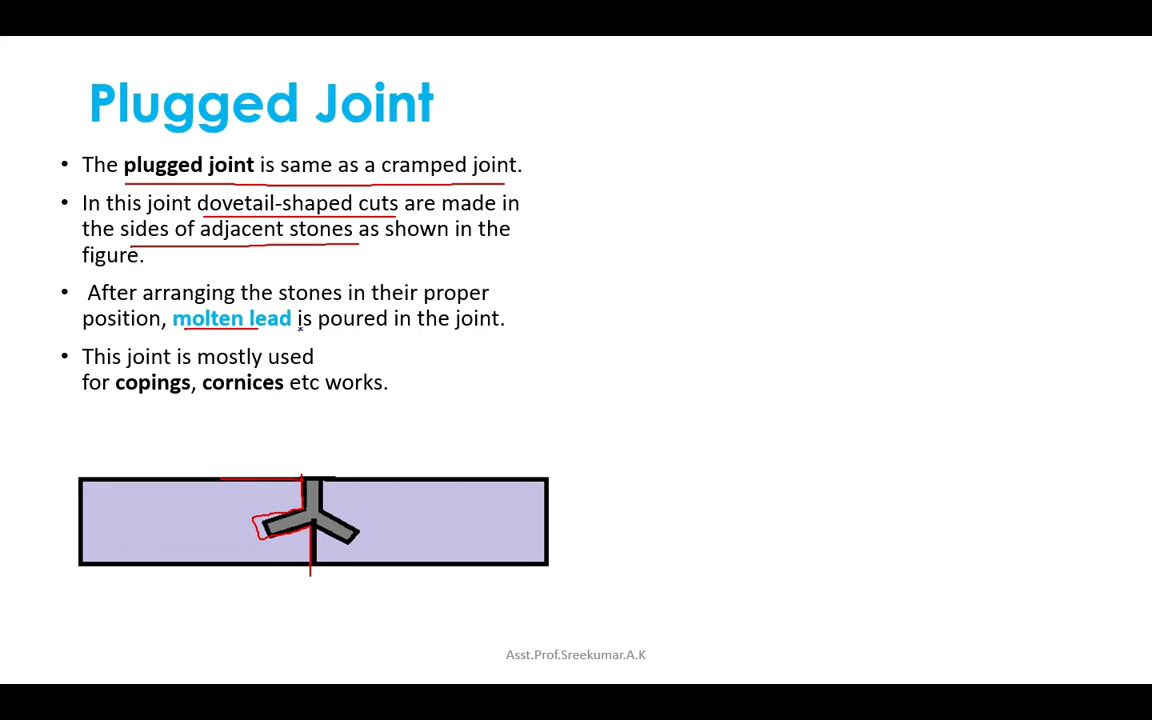 Plugged Joint
• The plugged joint is same as a cramped joint.
• In this joint dovetail-shaped cuts are made in
the sides of adjacent stones as shown in the
figure.
• After arranging the stones in their proper
position, molten lead is poured in the joint.
• This joint is mostly used
for copings, cornices etc works.
Asst.Prof.Sreekumar.A.K